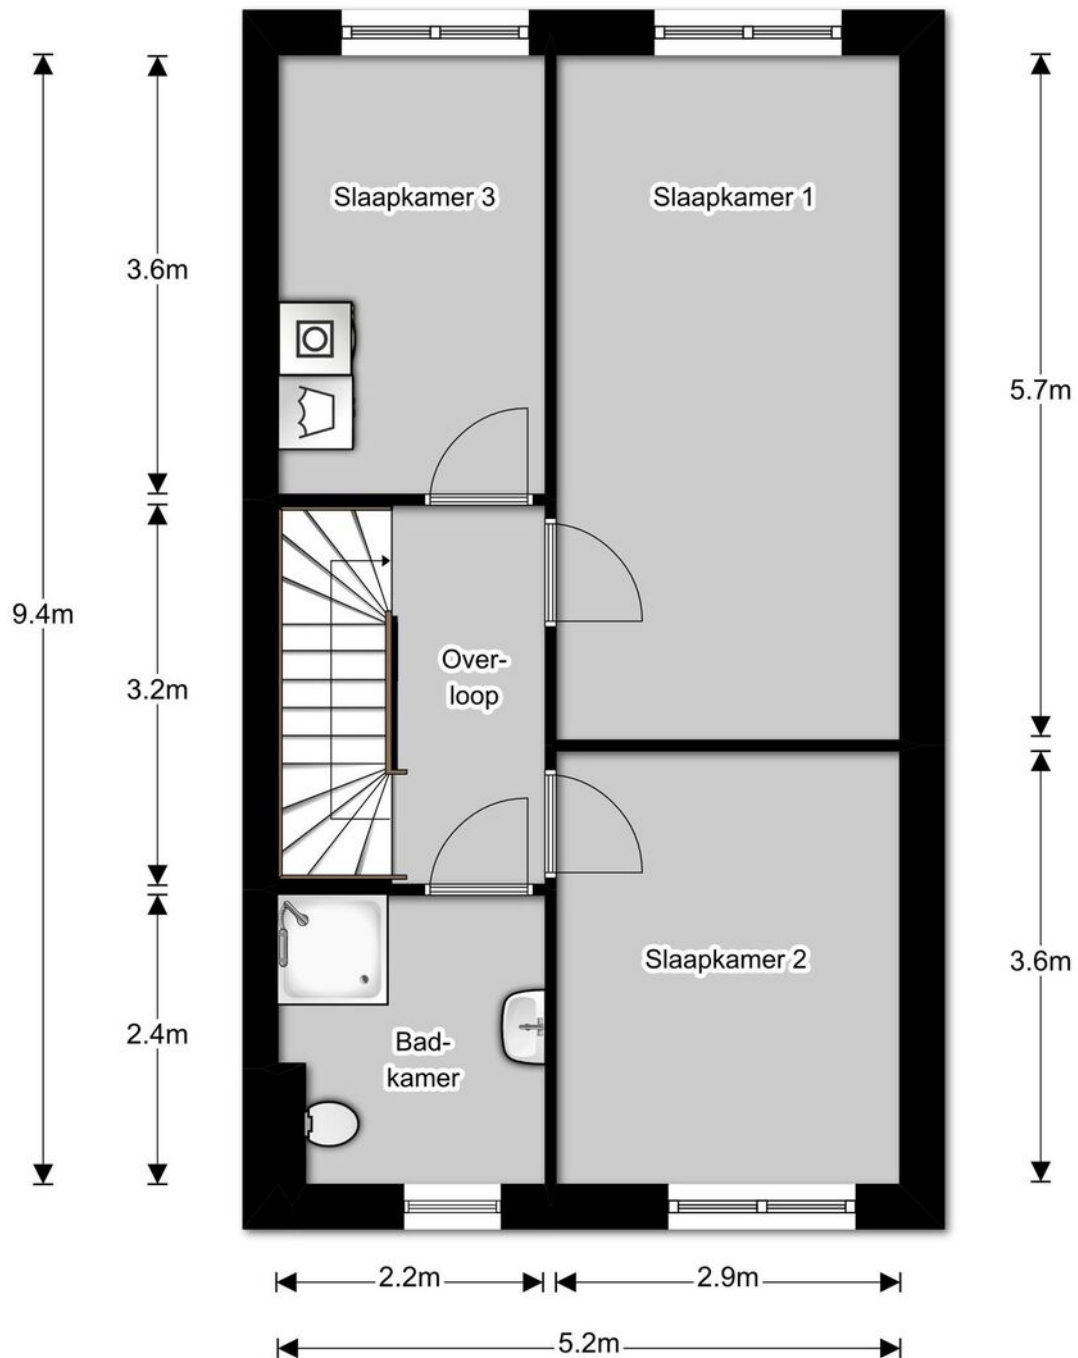 Slaapkamer 3
Slaapkamer 1
3.6m
5.7m
9.4m
Over-
loop
3.2m
Slaapkamer 2
3.6m
2.4m
Bad-
kamer
2.2m
2.9m
5.2m